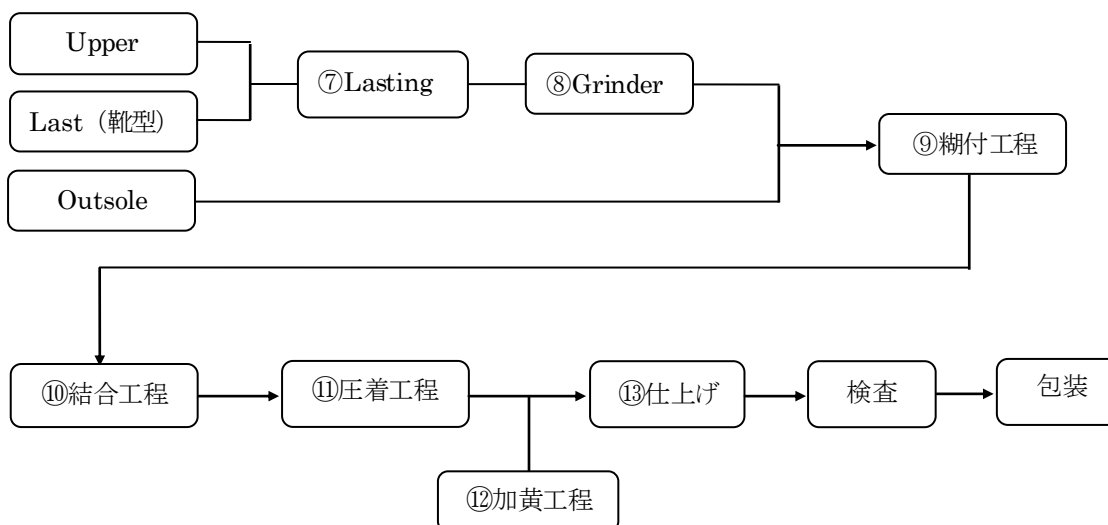 Upper
Last（靴型）
⑦Lasting
⑧Grinder
⑨糊付工程
Outsole
⑩結合工程
⑪圧着工程
⑬仕上げ
検査
包装
⑫加黄工程